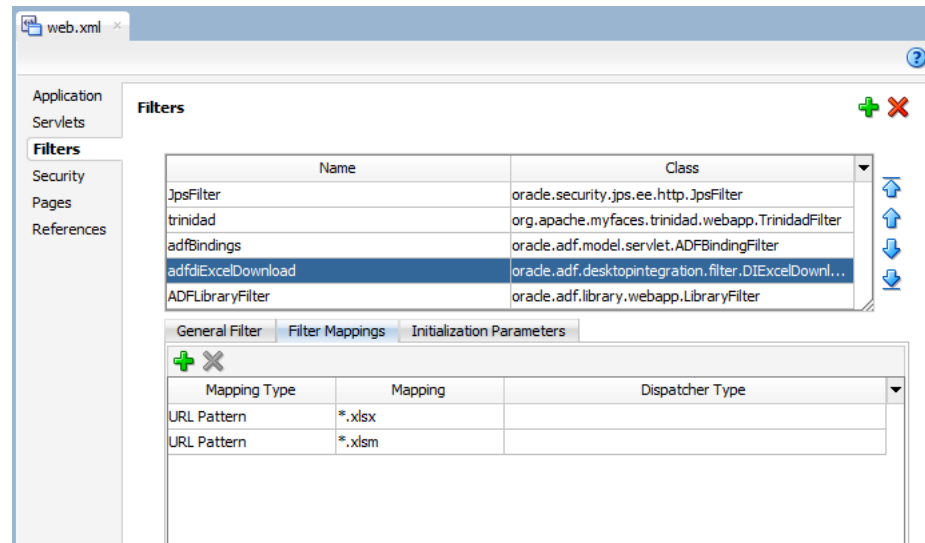 web.xml
Application
Servlets
Filters
Security
Pages
References
Filters
Name Class
JpsFilter oracle.security.jps.ee.http.JpsFilter
trinidad org.apache.myfaces.trinidad.webapp.TrinidadFilter
adfBindings oracle.adf.model.servlet.ADFBindingFilter
adfdiExcelDownload oracle.adf.desktopintegration.filter.DIExcelDownl...
ADFLibraryFilter oracle.adf.library.webapp.LibraryFilter
General Filter Filter Mappings Initialization Parameters
Mapping Type Mapping Dispatcher Type
URL Pattern *.xlsx
URL Pattern *.xlsm